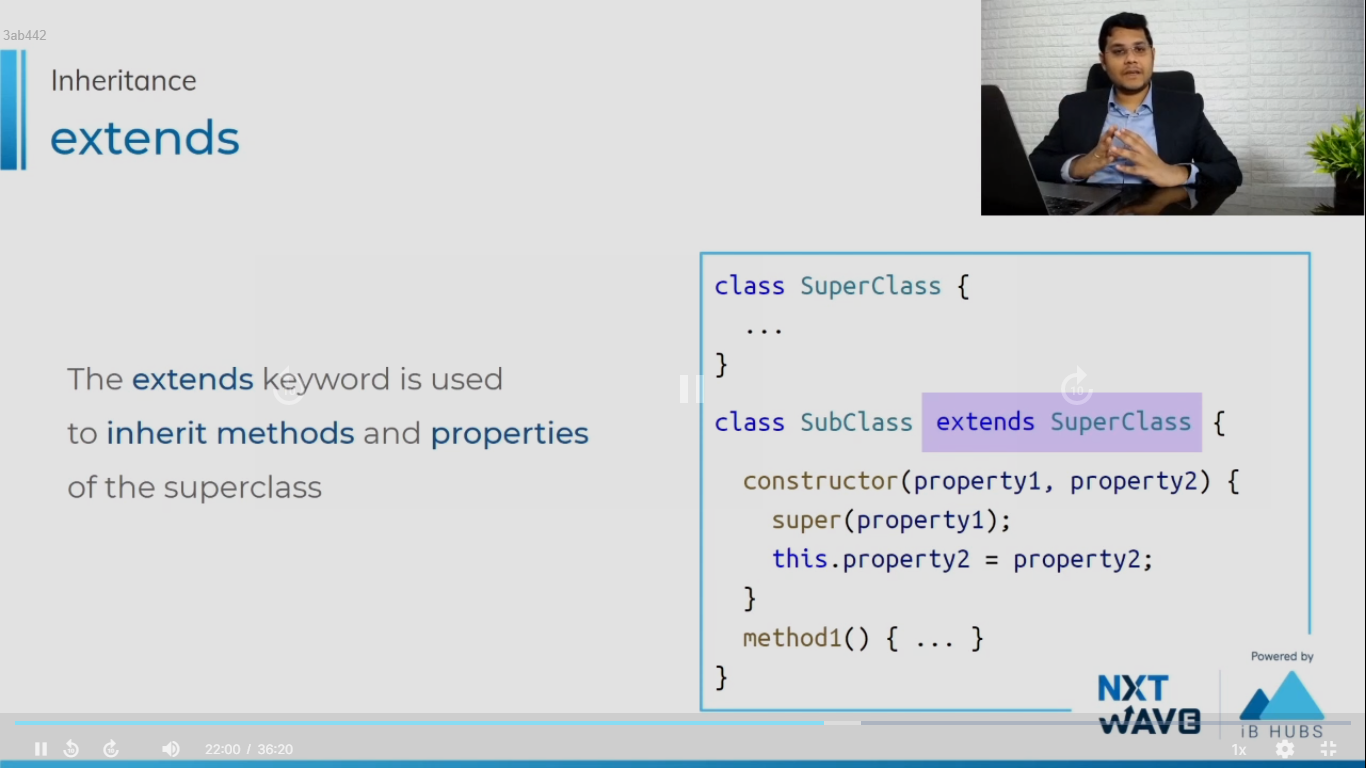 3ab442
Inheritance
extends
The extends keyword is used
to inherit methods and properties
of the superclass
class SuperClass {
...
}
class SubClass extends SuperClass {
constructor(property1, property2) {
super(property1);
this.property2 = property2;
}
method1() { ... }
}
Powered by
NXT
WAVE
iB HUBS
10
10
22:00 / 36:20
1x